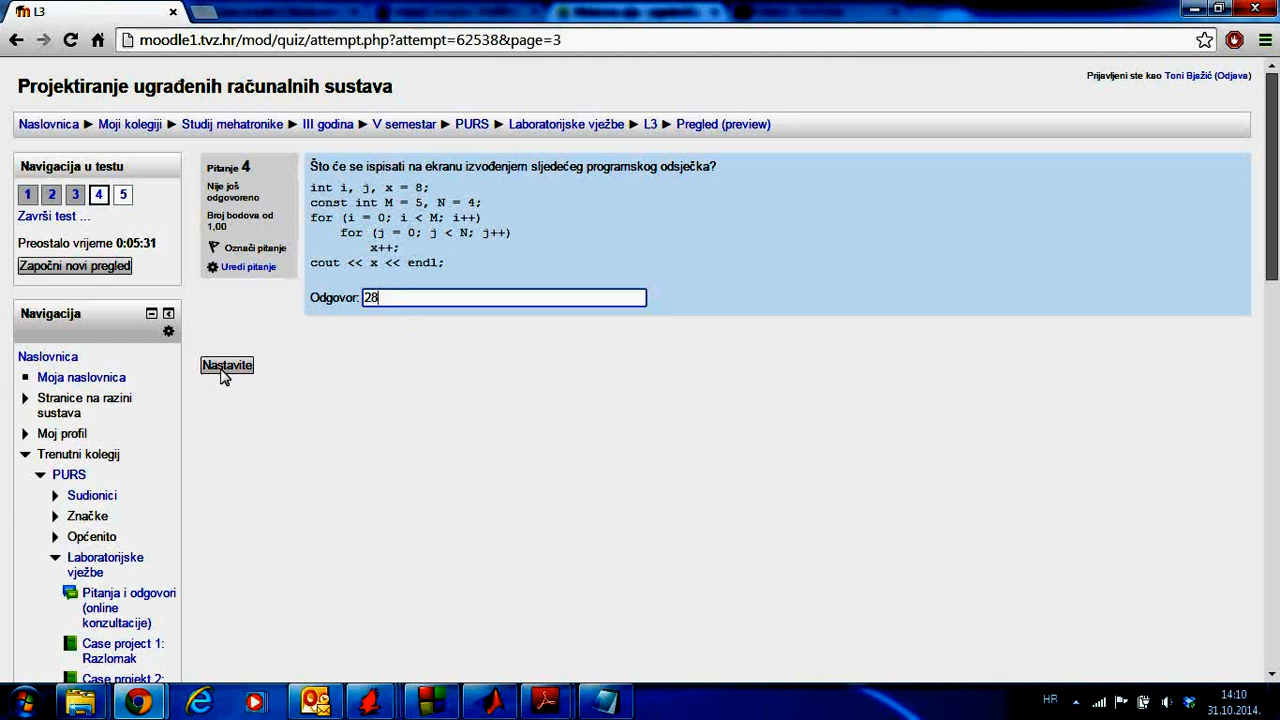 L3
moodle1.tvz.hr/mod/quiz/attempt.php?attempt=62538&page=3
Projektiranje ugrađenih računalnih sustava
Prijavljeni ste kao Toni Bjažić (Odjava)
Naslovnica ► Moji kolegiji ► Studij mehatronike ► III godina ► V semestar ► PURS ► Laboratorijske vježbe ► L3 ► Pregled (preview)
Navigacija u testu
1 2 3 4 5
Završi test ...
Preostalo vrijeme 0:05:31
Započni novi pregled
Pitanje 4
Nije još
odgovoreno
Broj bodova od
1,00
Označi pitanje
Uredi pitanje
Što će se ispisati na ekranu izvođenjem sljedećeg programskog odsječka?
int i, j, x = 8;
const int M = 5, N = 4;
for (i = 0; i < M; i++)
for (j = 0; j < N; j++)
x++;
cout << x << endl;
Odgovor: 28
Nastavite
Navigacija
Naslovnica
Moja naslovnica
Stranice na razini
sustava
Moj profil
Trenutni kolegij
PURS
Sudionici
Značke
Općenito
Laboratorijske
vježbe
Pitanja i odgovori
(online
konzultacije)
Case project 1:
Razlomak
Case projekt 2:
HR
14:10
31.10.2014.